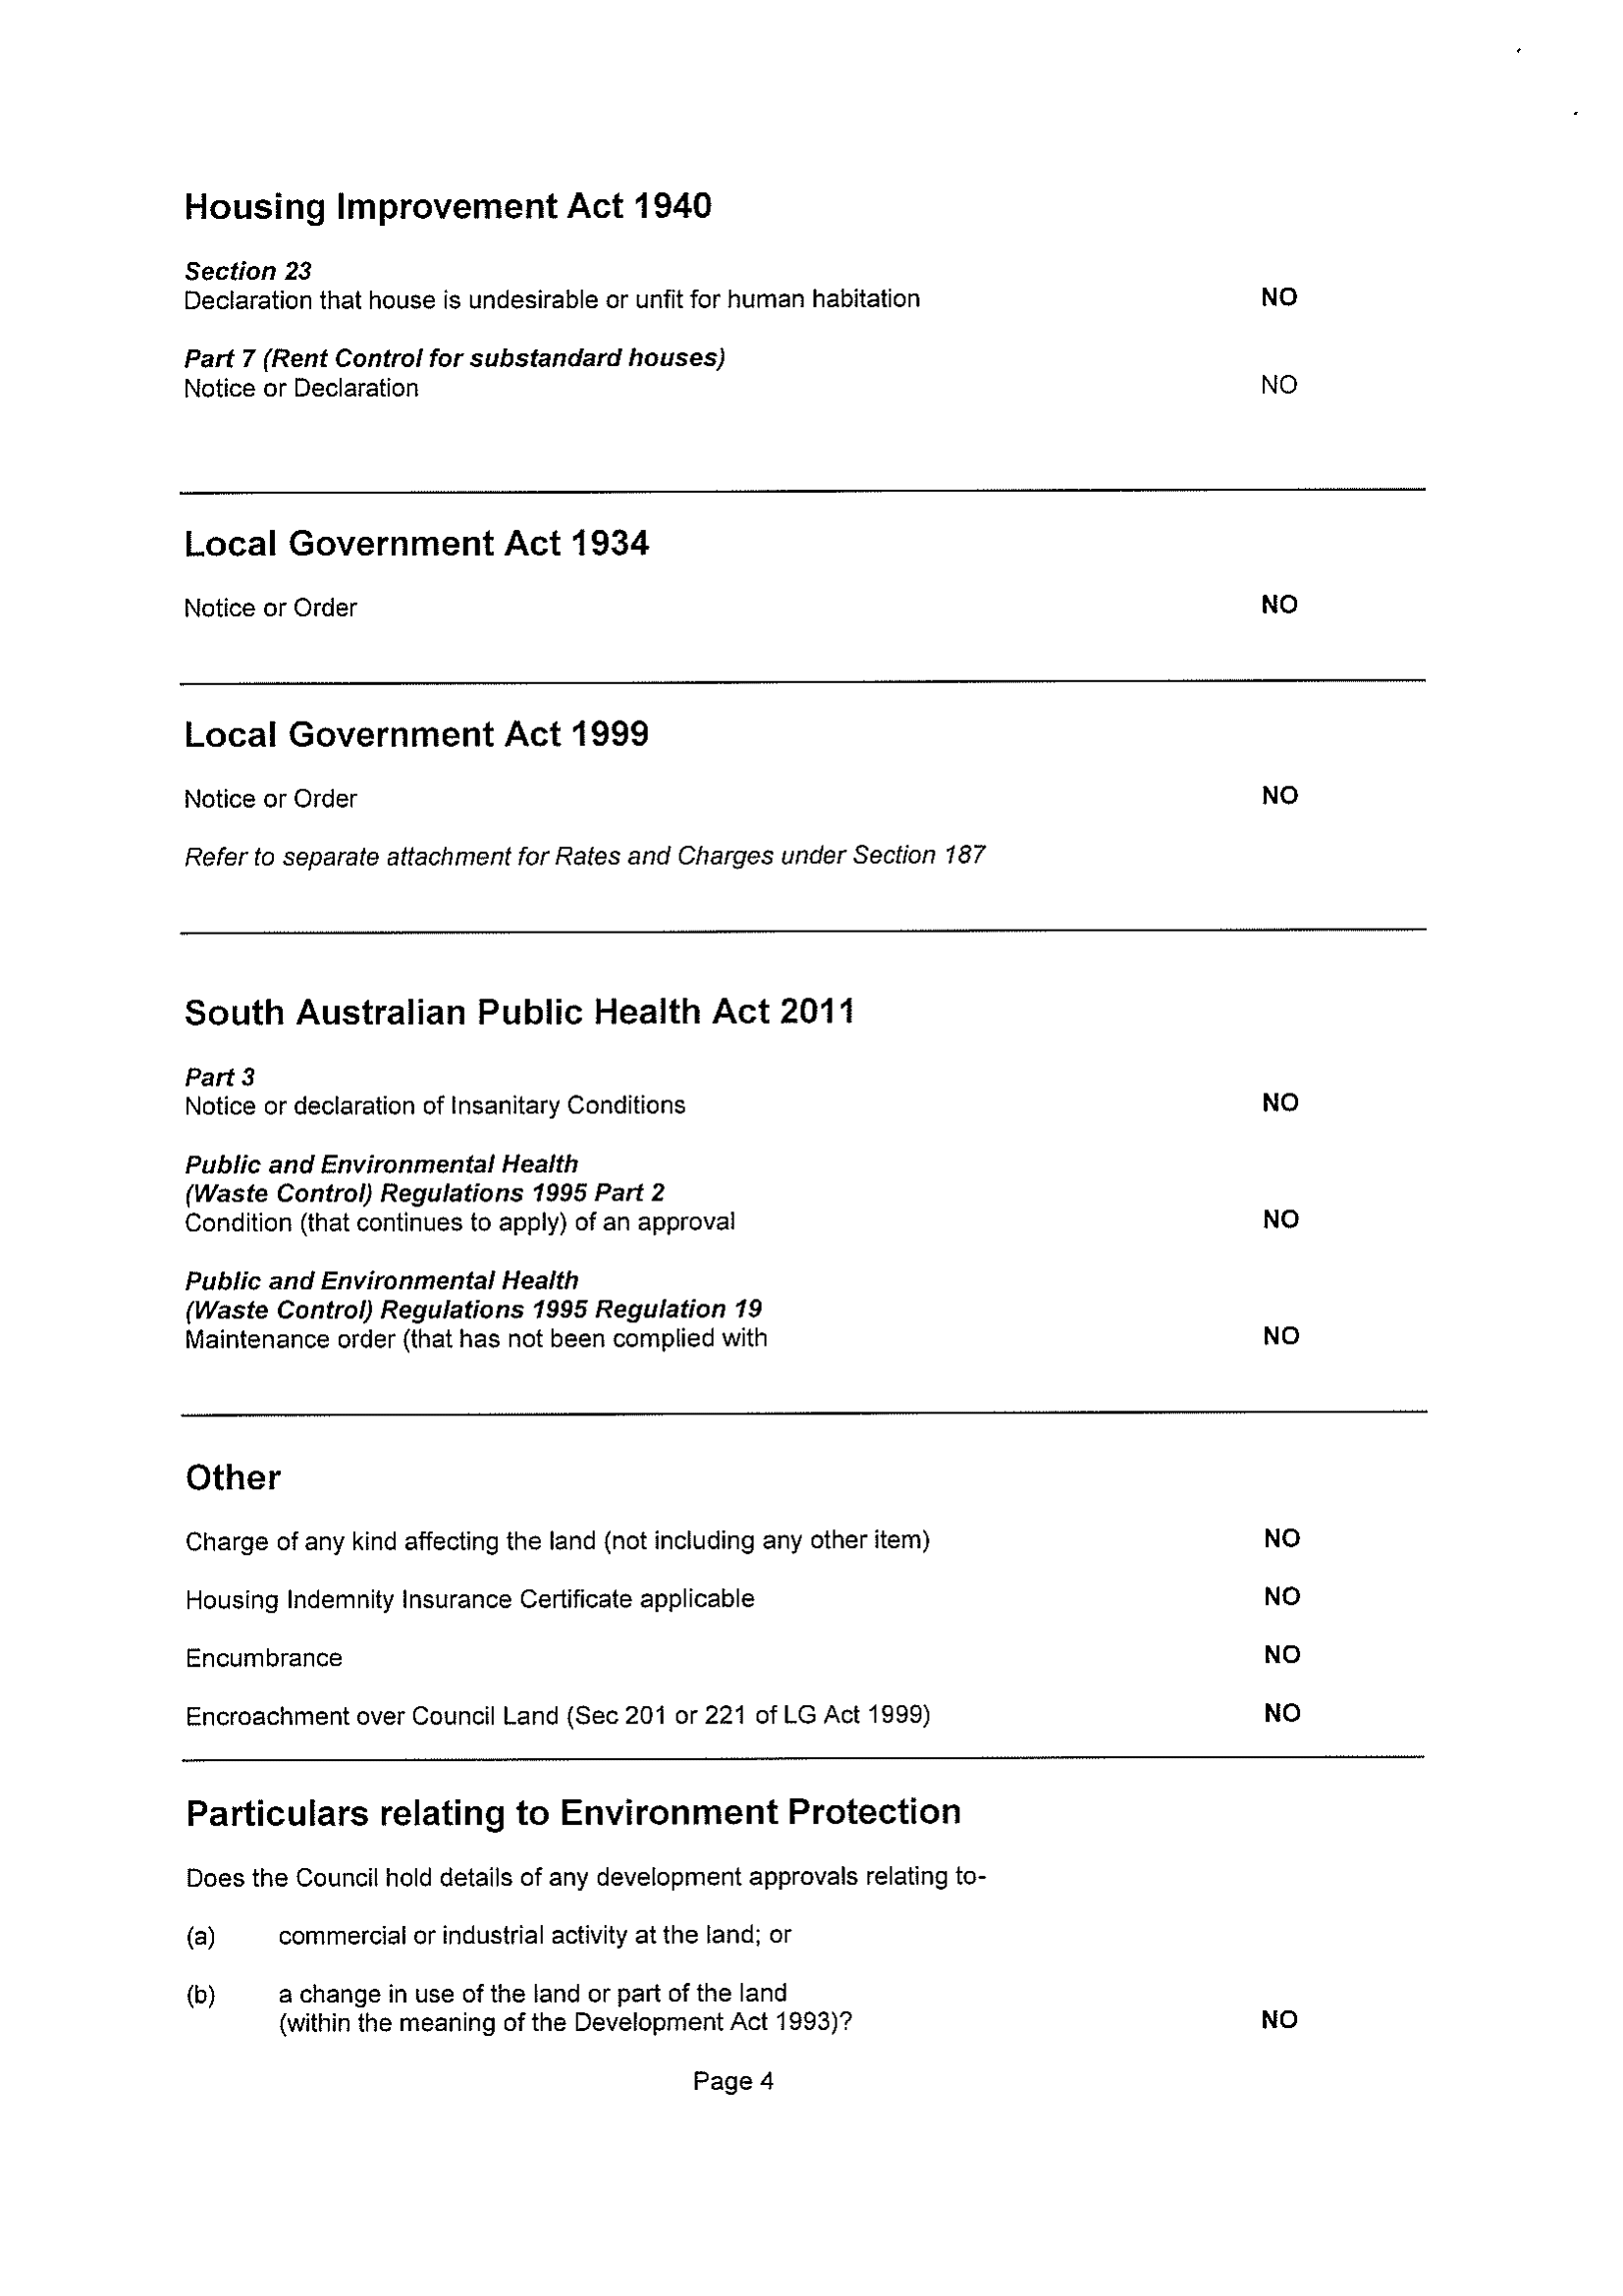 Housing Improvement Act 1940
Section 23
Declaration that house is undesirable or unfit for human habitation NO
Part 7 (Rent Control for substandard houses)
Notice or Declaration NO
Local Government Act 1934
Notice or Order NO
Local Government Act 1999
Notice or Order NO
Refer to separate attachment for Rates and Charges under Section 187
South Australian Public Health Act 2011
Part 3
Notice or declaration of Insanitary Conditions NO
Public and Environmental Health
(Waste Control) Regulations 1995 Part 2
Condition (that continues to apply) of an approval NO
Public and Environmental Health
(Waste Control) Regulations 1995 Regulation 19
Maintenance order (that has not been complied with NO
Other
Charge of any kind affecting the land (not including any other item) NO
Housing Indemnity Insurance Certificate applicable NO
Encumbrance NO
Encroachment over Council Land (Sec 201 or 221 of LG Act 1999) NO
Particulars relating to Environment Protection
Does the Council hold details of any development approvals relating to-
(a) commercial or industrial activity at the land; or
(b) a change in use of the land or part of the land
(within the meaning of the Development Act 1993)? NO
Page 4